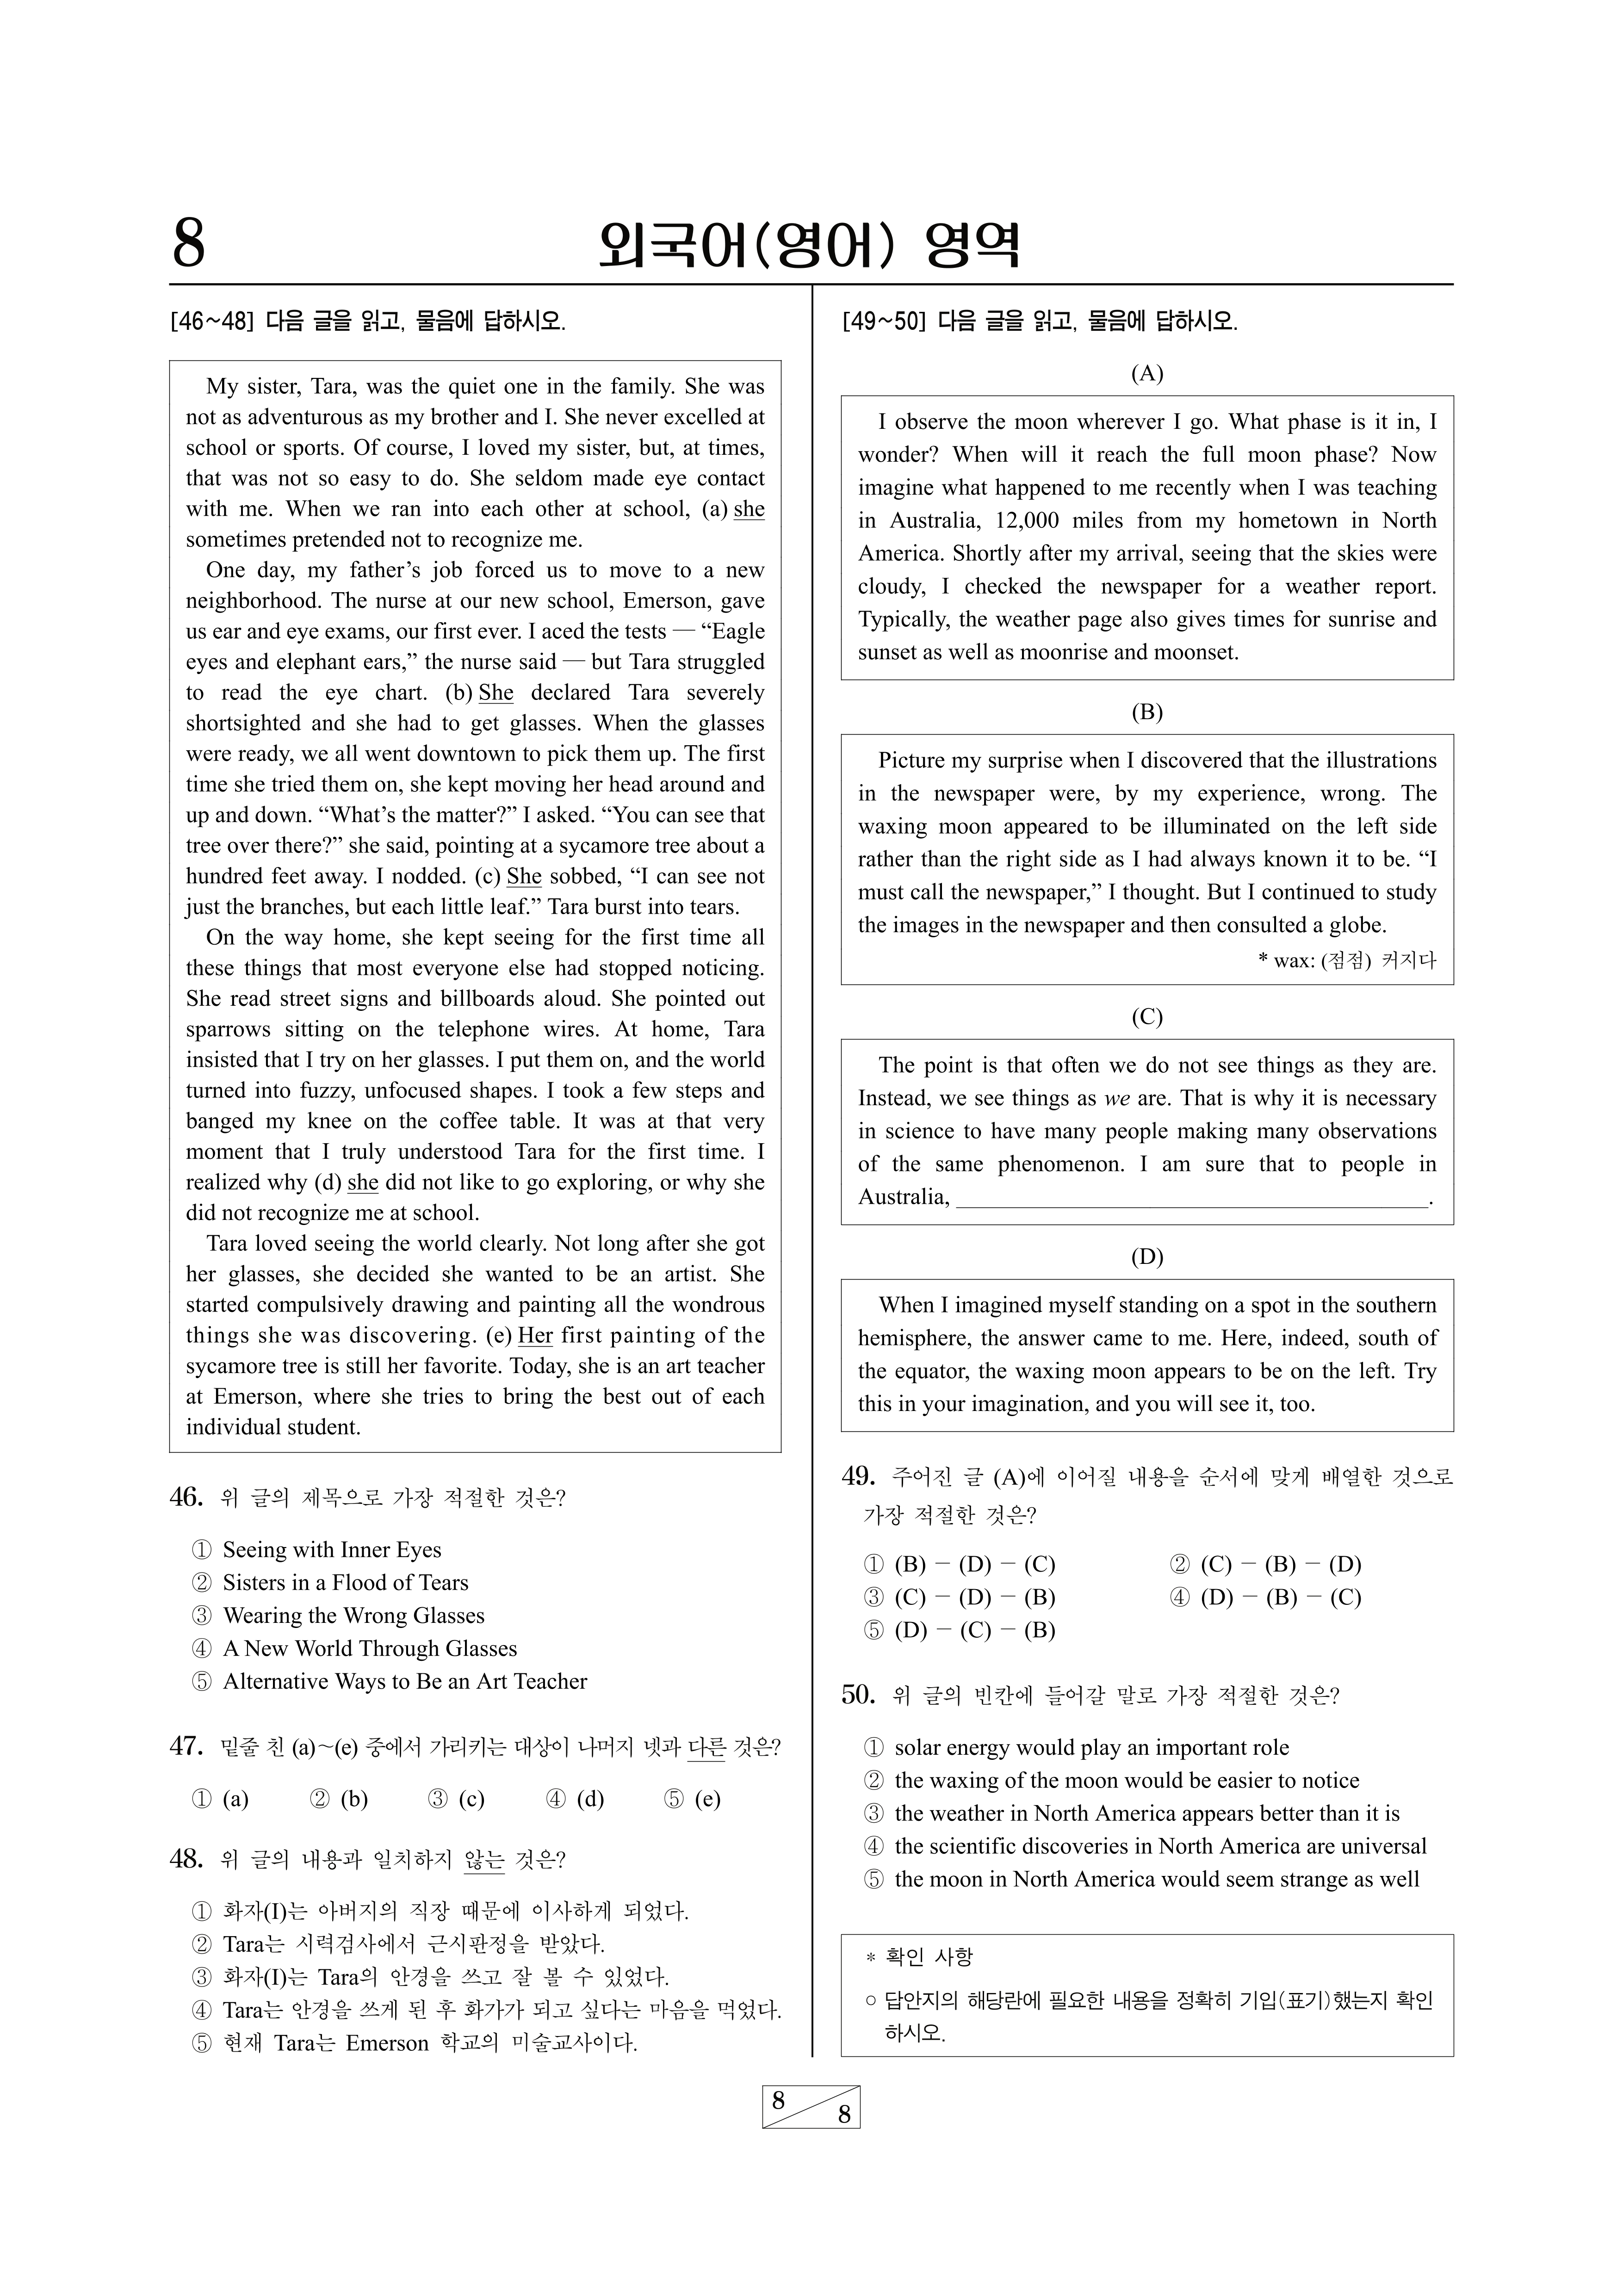 8
외국어(영어) 영역
[46~48] 다음 글을 읽고, 물음에 답하시오.
My sister, Tara, was the quiet one in the family. She was
not as adventurous as my brother and I. She never excelled at
school or sports. Of course, I loved my sister, but, at times,
that was not so easy to do. She seldom made eye contact
with me. When we ran into each other at school, (a) she
sometimes pretended not to recognize me.
One day, my father’s job forced us to move to a new
neighborhood. The nurse at our new school, Emerson, gave
us ear and eye exams, our first ever. I aced the tests — “Eagle
eyes and elephant ears,” the nurse said — but Tara struggled
to read the eye chart. (b) She declared Tara severely
shortsighted and she had to get glasses. When the glasses
were ready, we all went downtown to pick them up. The first
time she tried them on, she kept moving her head around and
up and down. “What’s the matter?” I asked. “You can see that
tree over there?” she said, pointing at a sycamore tree about a
hundred feet away. I nodded. (c) She sobbed, “I can see not
just the branches, but each little leaf.” Tara burst into tears.
On the way home, she kept seeing for the first time all
these things that most everyone else had stopped noticing.
She read street signs and billboards aloud. She pointed out
sparrows sitting on the telephone wires. At home, Tara
insisted that I try on her glasses. I put them on, and the world
turned into fuzzy, unfocused shapes. I took a few steps and
banged my knee on the coffee table. It was at that very
moment that I truly understood Tara for the first time. I
realized why (d) she did not like to go exploring, or why she
did not recognize me at school.
Tara loved seeing the world clearly. Not long after she got
her glasses, she decided she wanted to be an artist. She
started compulsively drawing and painting all the wondrous
things she was discovering. (e) Her first painting of the
sycamore tree is still her favorite. Today, she is an art teacher
at Emerson, where she tries to bring the best out of each
individual student.
46. 위 글의 제목으로 가장 적절한 것은?
① Seeing with Inner Eyes
② Sisters in a Flood of Tears
③ Wearing the Wrong Glasses
④ A New World Through Glasses
⑤ Alternative Ways to Be an Art Teacher
47. 밑줄 친 (a)~(e) 중에서 가리키는 대상이 나머지 넷과 다른 것은?
① (a) ② (b) ③ (c) ④ (d) ⑤ (e)
48. 위 글의 내용과 일치하지 않는 것은?
① 화자(I)는 아버지의 직장 때문에 이사하게 되었다.
② Tara는 시력검사에서 근시판정을 받았다.
③ 화자(I)는 Tara의 안경을 쓰고 잘 볼 수 있었다.
④ Tara는 안경을 쓰게 된 후 화가가 되고 싶다는 마음을 먹었다.
⑤ 현재 Tara는 Emerson 학교의 미술교사이다.
[49~50] 다음 글을 읽고, 물음에 답하시오.
(A)
I observe the moon wherever I go. What phase is it in, I
wonder? When will it reach the full moon phase? Now
imagine what happened to me recently when I was teaching
in Australia, 12,000 miles from my hometown in North
America. Shortly after my arrival, seeing that the skies were
cloudy, I checked the newspaper for a weather report.
Typically, the weather page also gives times for sunrise and
sunset as well as moonrise and moonset.
(B)
Picture my surprise when I discovered that the illustrations
in the newspaper were, by my experience, wrong. The
waxing moon appeared to be illuminated on the left side
rather than the right side as I had always known it to be. “I
must call the newspaper,” I thought. But I continued to study
the images in the newspaper and then consulted a globe.
* wax: (점점) 커지다
(C)
The point is that often we do not see things as they are.
Instead, we see things as we are. That is why it is necessary
in science to have many people making many observations
of the same phenomenon. I am sure that to people in
Australia, ______________________.
(D)
When I imagined myself standing on a spot in the southern
hemisphere, the answer came to me. Here, indeed, south of
the equator, the waxing moon appears to be on the left. Try
this in your imagination, and you will see it, too.
49. 주어진 글 (A)에 이어질 내용을 순서에 맞게 배열한 것으로
가장 적절한 것은?
① (B) － (D) － (C) ② (C) － (B) － (D)
③ (C) － (D) － (B) ④ (D) － (B) － (C)
⑤ (D) － (C) － (B)
50. 위 글의 빈칸에 들어갈 말로 가장 적절한 것은?
① solar energy would play an important role
② the waxing of the moon would be easier to notice
③ the weather in North America appears better than it is
④ the scientific discoveries in North America are universal
⑤ the moon in North America would seem strange as well
* 확인 사항
○ 답안지의 해당란에 필요한 내용을 정확히 기입(표기)했는지 확인
하시오.
8
8